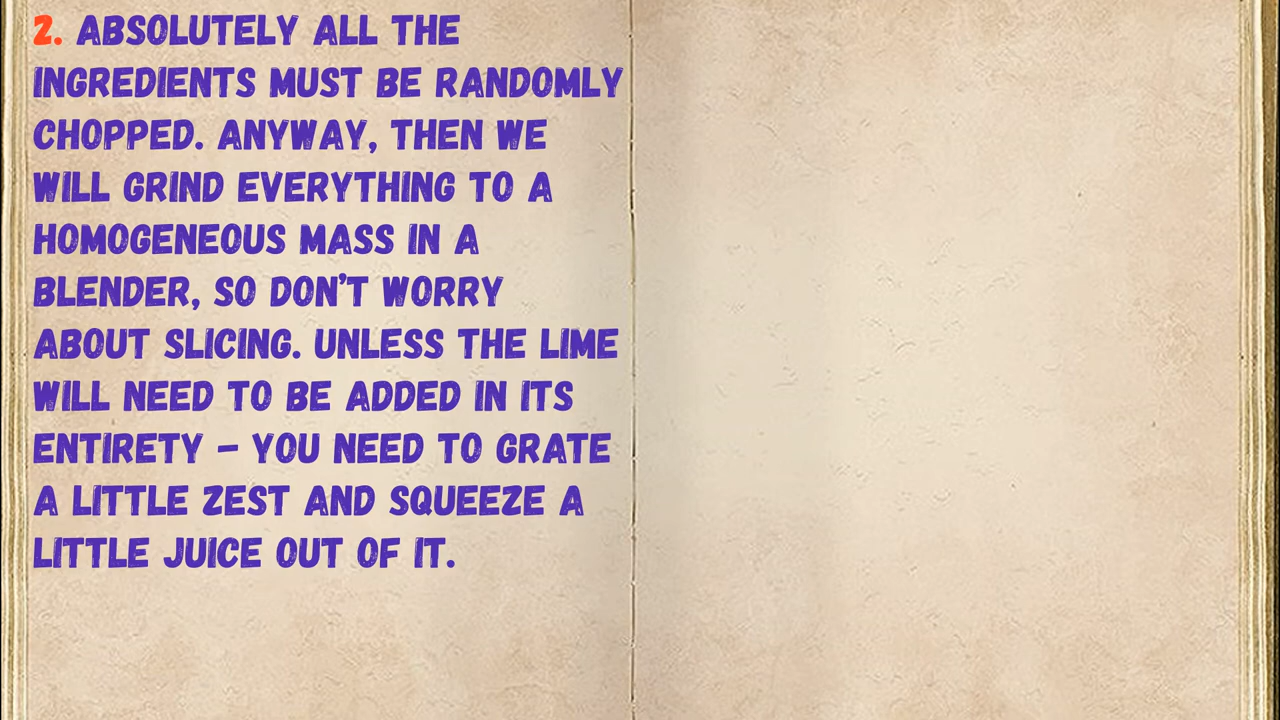 2. ABSOLUTELY ALL THE
INGREDIENTS MUST BE RANDOMLY
CHOPPED. ANYWAY, THEN WE
WILL GRIND EVERYTHING TO A
HOMOGENEOUS MASS IN A
BLENDER, SO DON'T WORRY
ABOUT SLICING. UNLESS THE LIME
WILL NEED TO BE ADDED IN ITS
ENTIRETY – YOU NEED TO GRATE
A LITTLE ZEST AND SQUEEZE A
LITTLE JUICE OUT OF IT.